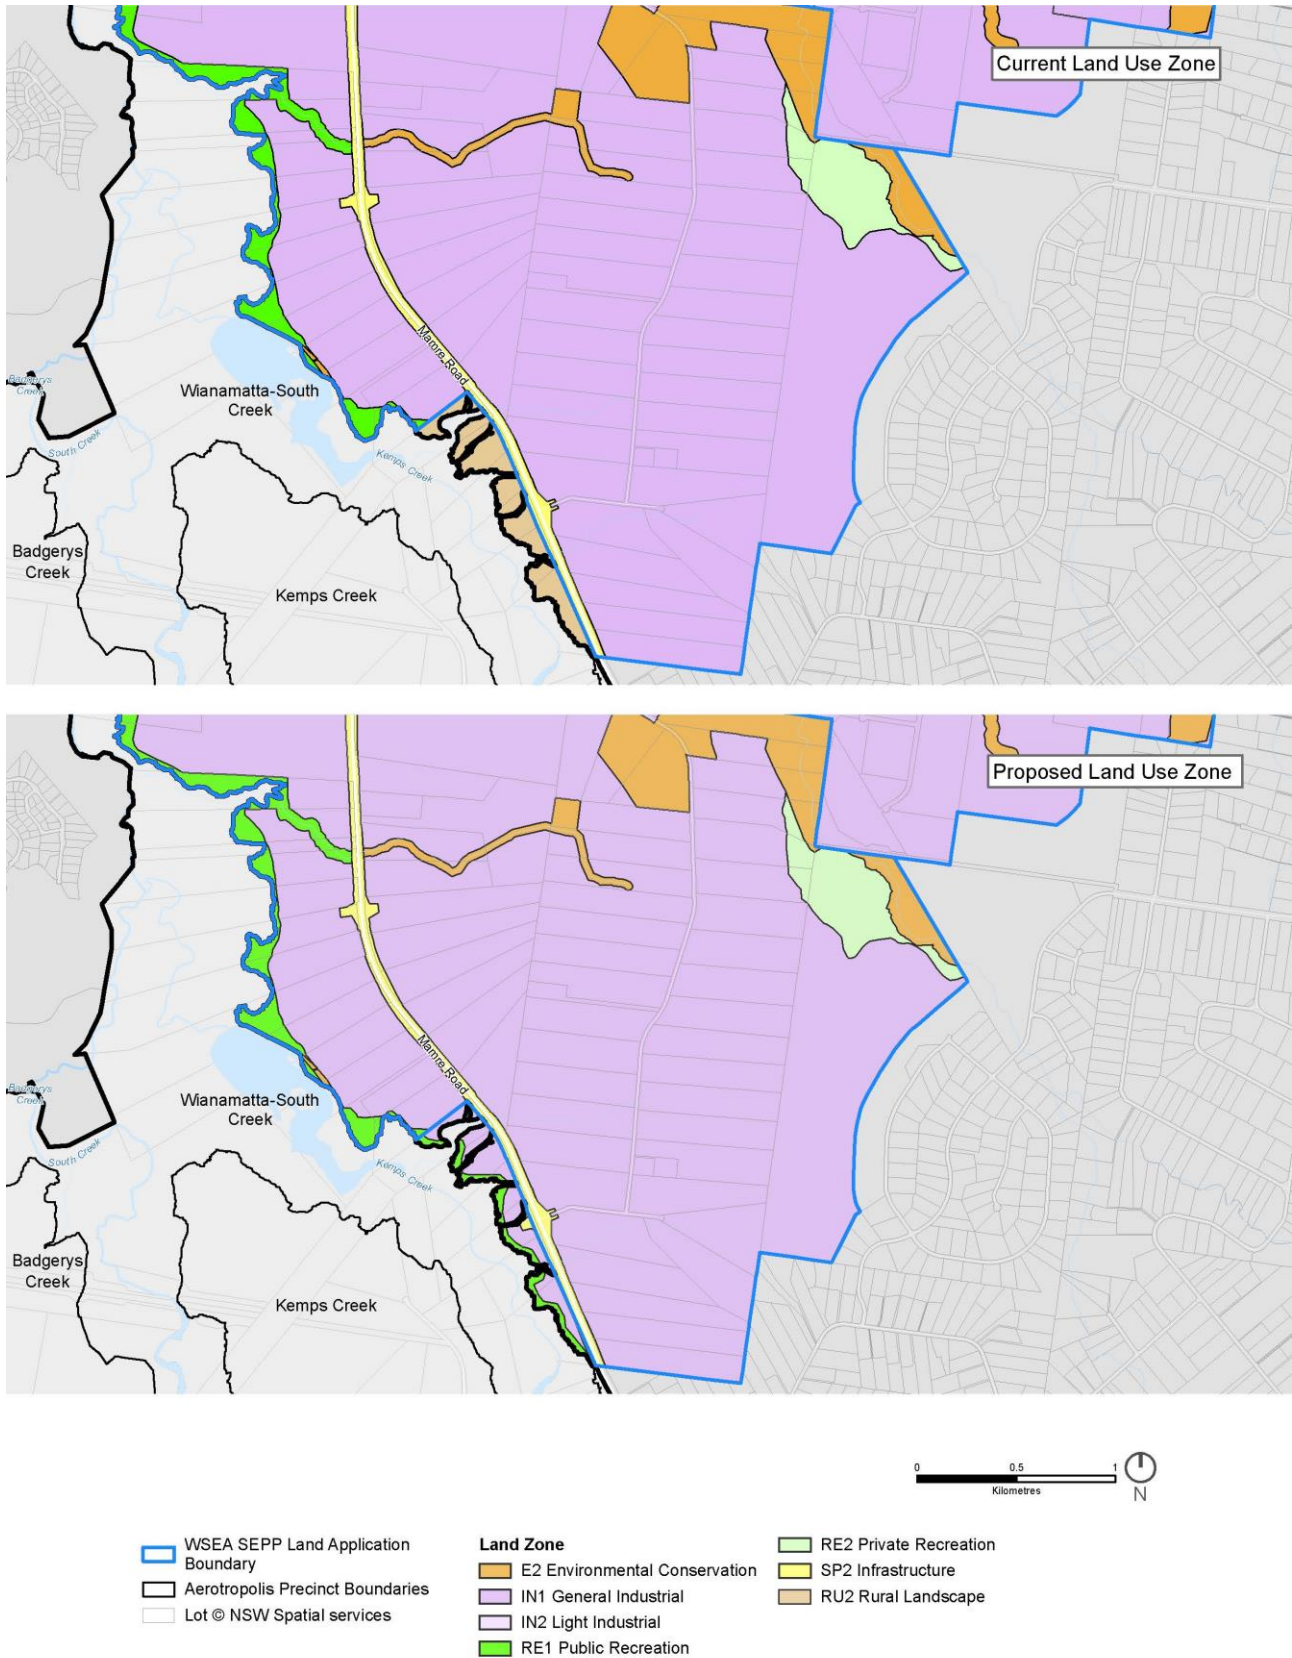 Current Land Use Zone
Mamre Road
Badgerys
Creek
Wianamatta-South
Creek
South Creek
Kemps Creek
Badgerys
Creek
Kemps Creek
Proposed Land Use Zone
Mamre Road
Badgerys
Creek
Wianamatta-South
Creek
South Creek
Kemps Creek
Badgerys
Creek
Kemps Creek
0 0.5 1
Kilometres
N
WSEA SEPP Land Application
Boundary
Aerotropolis Precinct Boundaries
Lot © NSW Spatial services
Land Zone
E2 Environmental Conservation
IN1 General Industrial
IN2 Light Industrial
RE1 Public Recreation
RE2 Private Recreation
SP2 Infrastructure
RU2 Rural Landscape